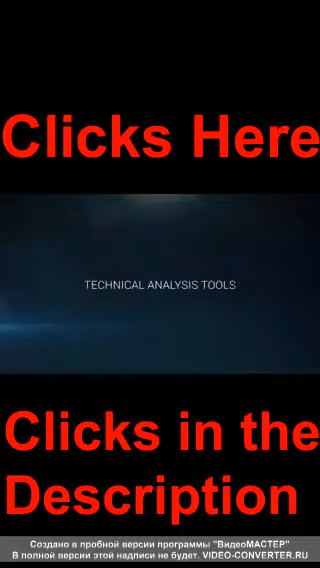 Clicks Here
TECHNICAL ANALYSIS TOOLS
Clicks in the
Description
Создано в пробной версии программы "ВидеоМАСТЕР"
В полной версии этой надписи не будет. VIDEO-CONVERTER.RU